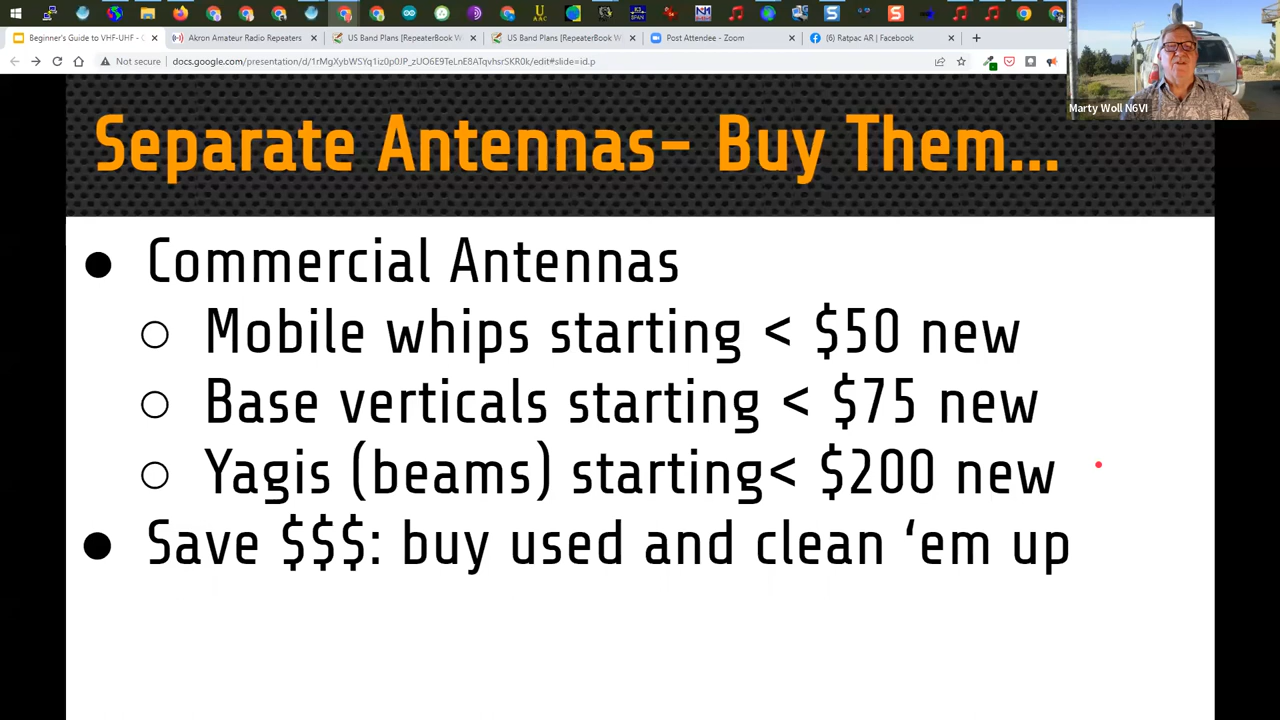 Beginner's Guide to VHF-UHF - C
Akron Amateur Radio Repeaters
US Band Plans [RepeaterBook W
US Band Plans [RepeaterBook W
Post Attendee - Zoom
(6) Ratpac AR | Facebook
Not secure
docs.google.com/presentation/d/1rMgXybWSYq1iz0p0JP_zUO6E9TeLnE8ATqvhsrSKR0k/edit#slide=id.p
Marty Woll N6VI
Separate Antennas- Buy Them...
● Commercial Antennas
○ Mobile whips starting < $50 new
○ Base verticals starting < $75 new
○ Yagis (beams) starting< $200 new
● Save $$$: buy used and clean ‘em up